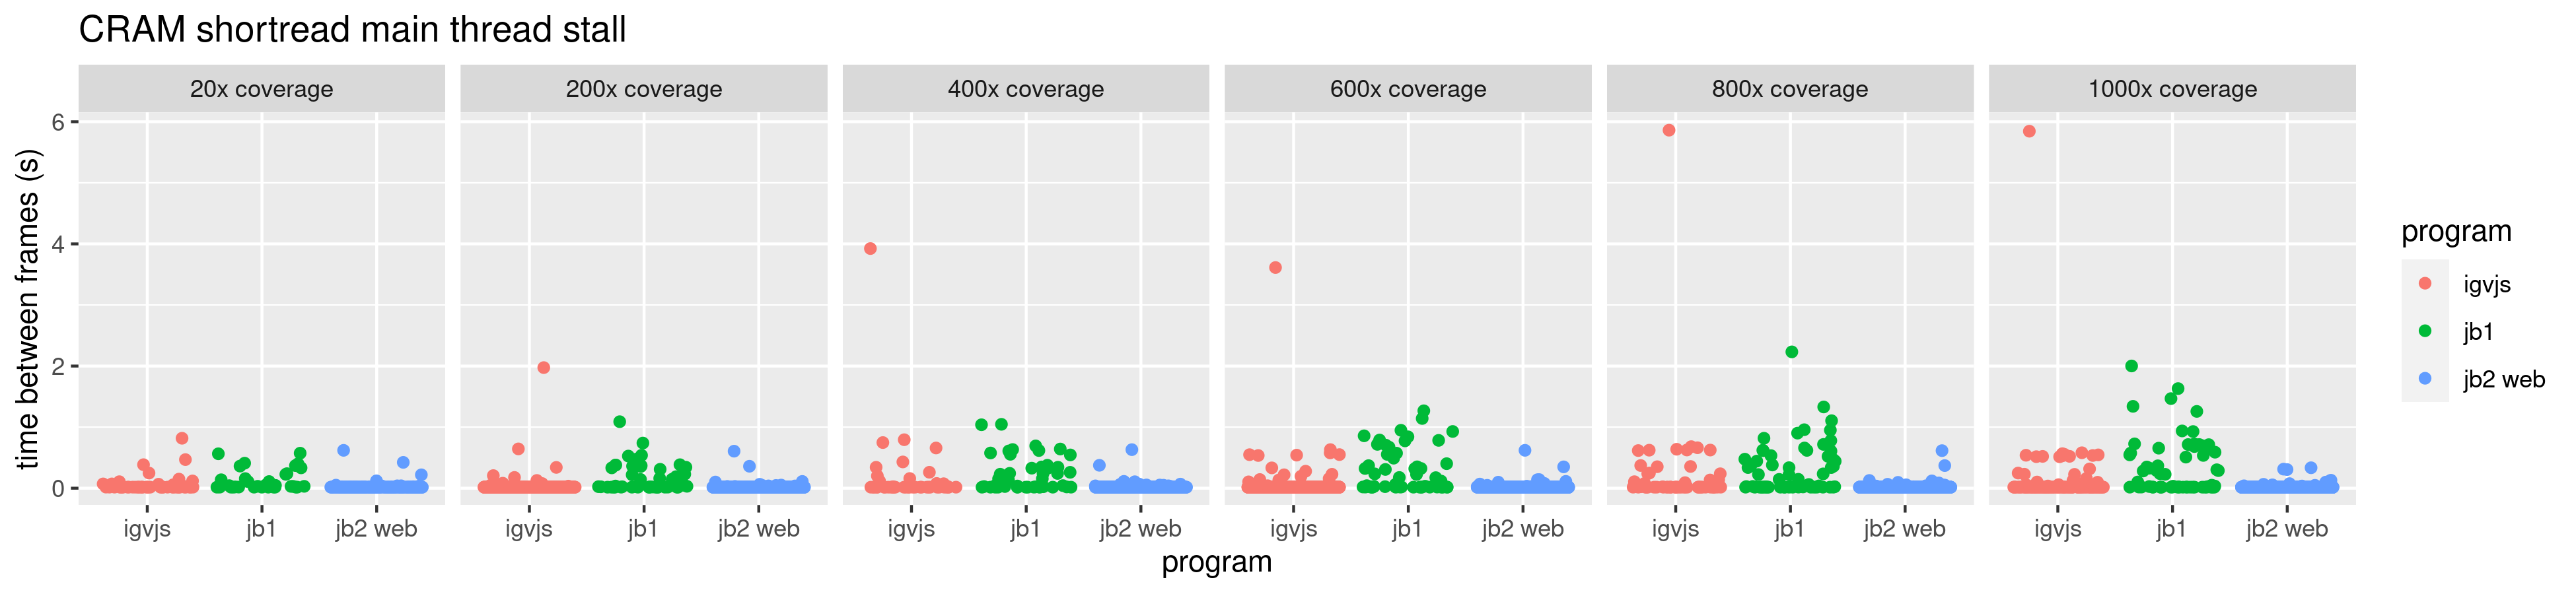 CRAM shortread main thread stall
20x coverage 200x coverage 400x coverage 600x coverage 800x coverage 1000x coverage
time between frames (s)
6
4
2
0
igvjs jb1 jb2 web igvjs jb1 jb2 web igvjs jb1 jb2 web igvjs jb1 jb2 web igvjs jb1 jb2 web igvjs jb1 jb2 web
program
program
igvjs
jb1
jb2 web